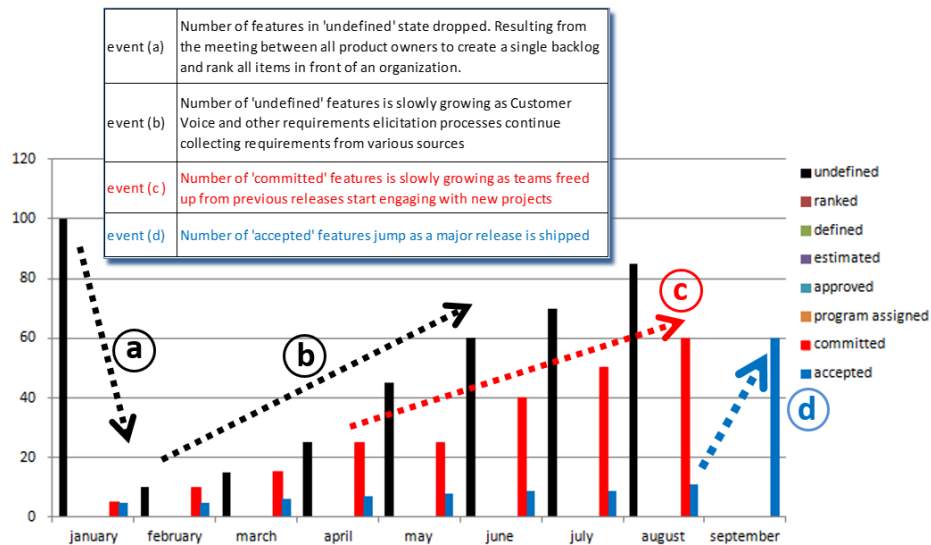 event (a)
Number of features in 'undefined' state dropped. Resulting from
the meeting between all product owners to create a single backlog
and rank all items in front of an organization.
event (b)
Number of 'undefined' features is slowly growing as Customer
Voice and other requirements elicitation processes continue
collecting requirements from various sources
event (c)
Number of 'committed' features is slowly growing as teams freed
up from previous releases start engaging with new projects
event (d)
Number of 'accepted' features jump as a major release is shipped
120
100
80
60
40
20
0
a
b
c
d
january
february
march
april
may
june
july
august
september
undefined
ranked
defined
estimated
approved
program assigned
committed
accepted